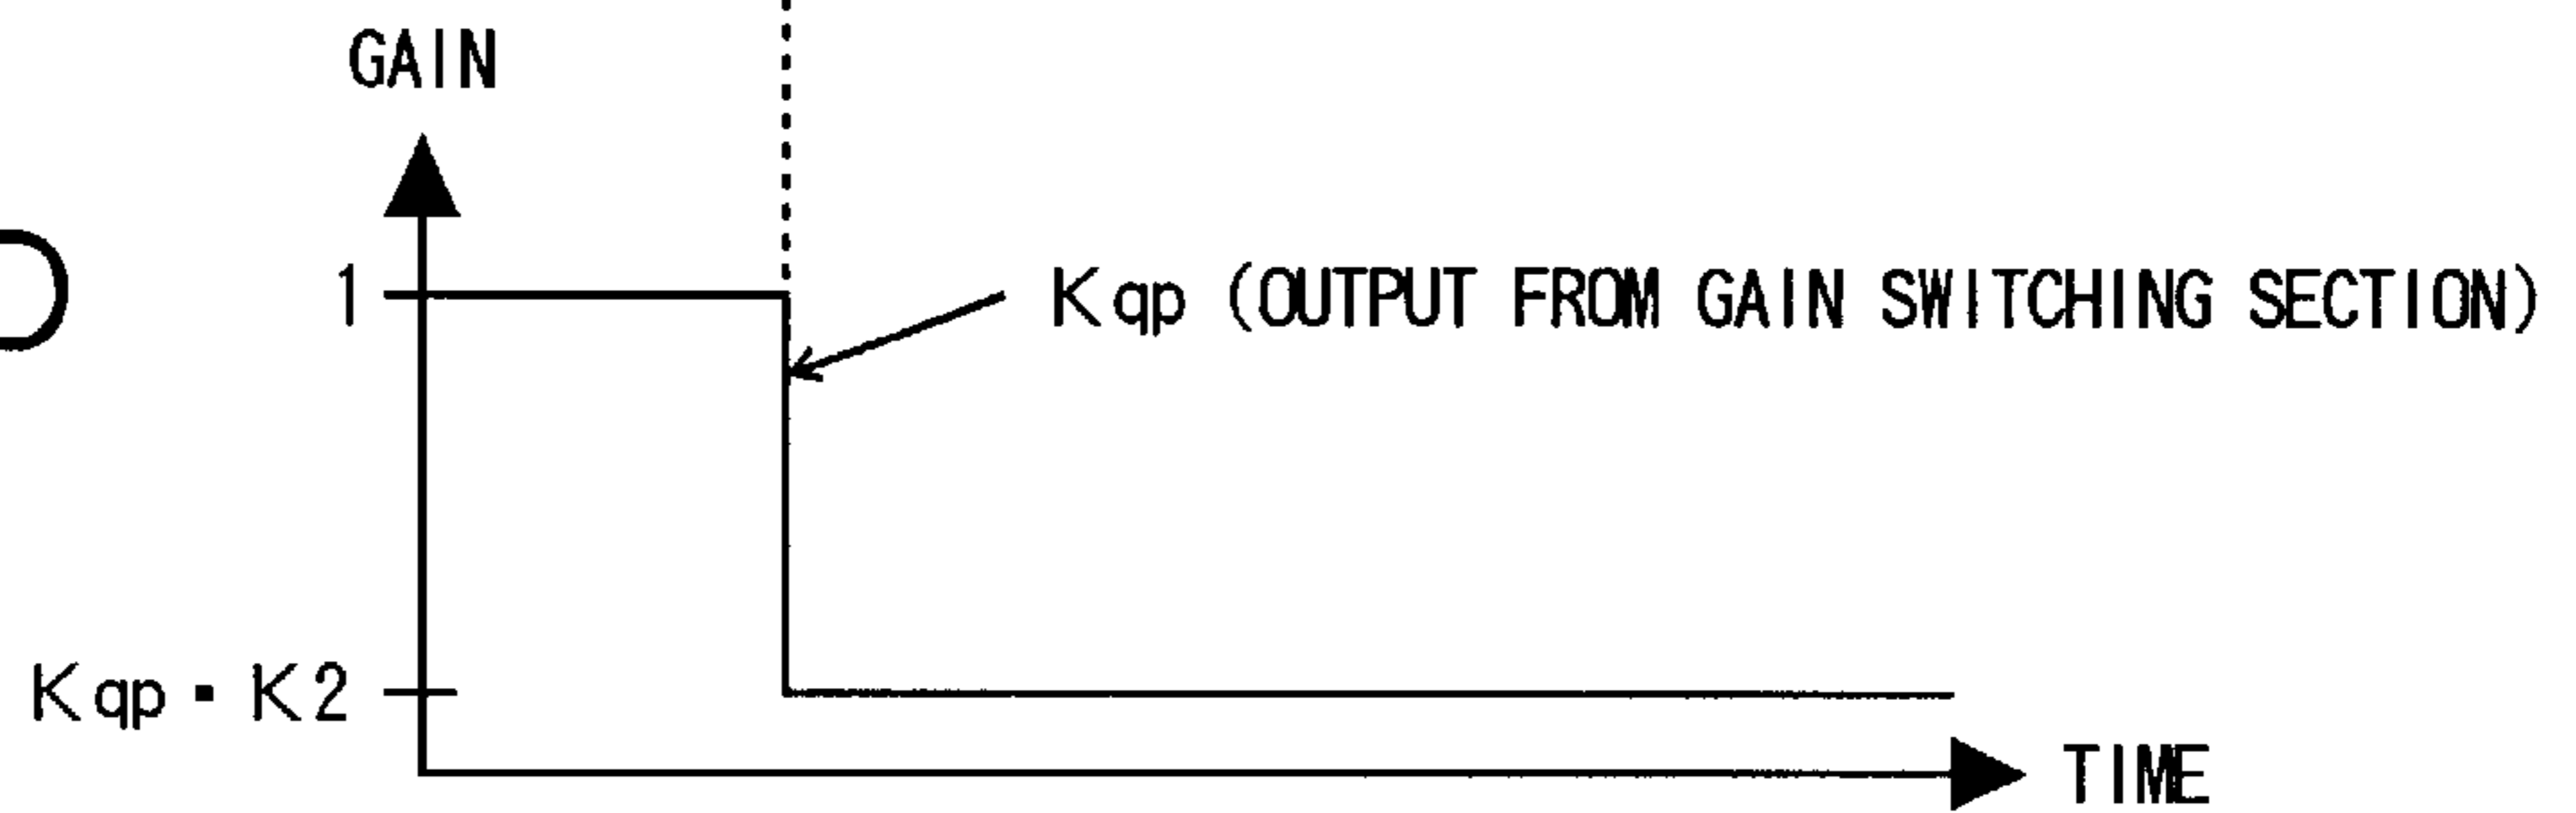 GAIN
D
1
Kqp (OUTPUT FROM GAIN SWITCHING SECTION)
Kqp · K2
TIME